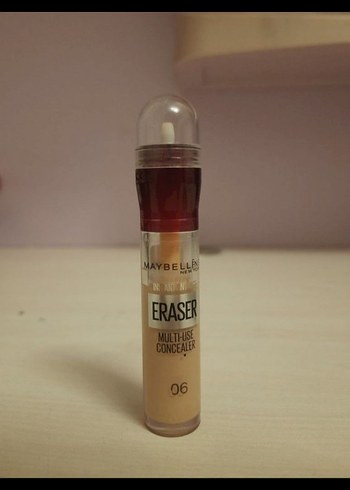 MAYBELLINE
NEW YORK
ERASER
MULTI-USE
CONCEALER
06